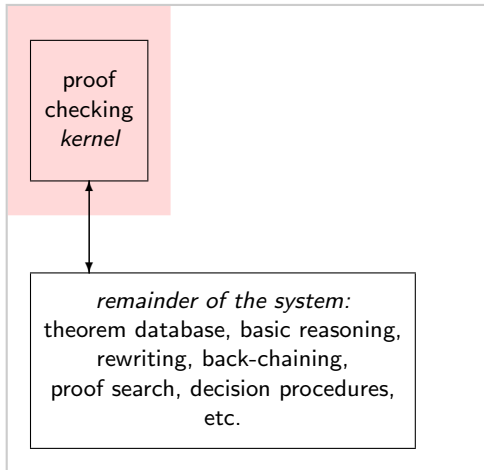 proof
checking
kernel
remainder of the system:
theorem database, basic reasoning,
rewriting, back-chaining,
proof search, decision procedures,
etc.